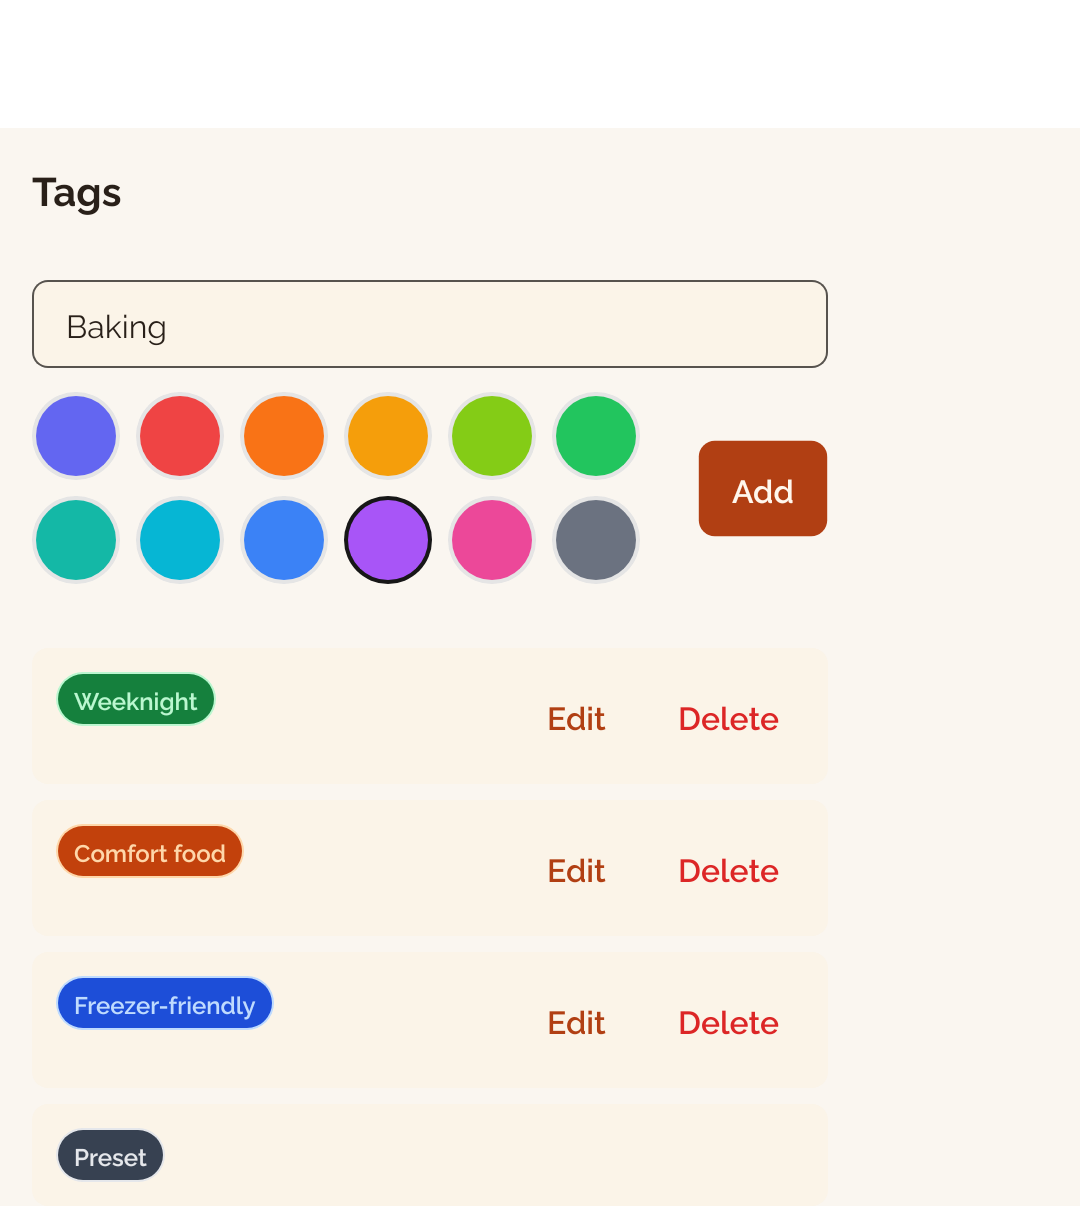 Tags
Baking
Add
Weeknight
Edit Delete
Comfort food
Edit Delete
Freezer-friendly
Edit Delete
Preset